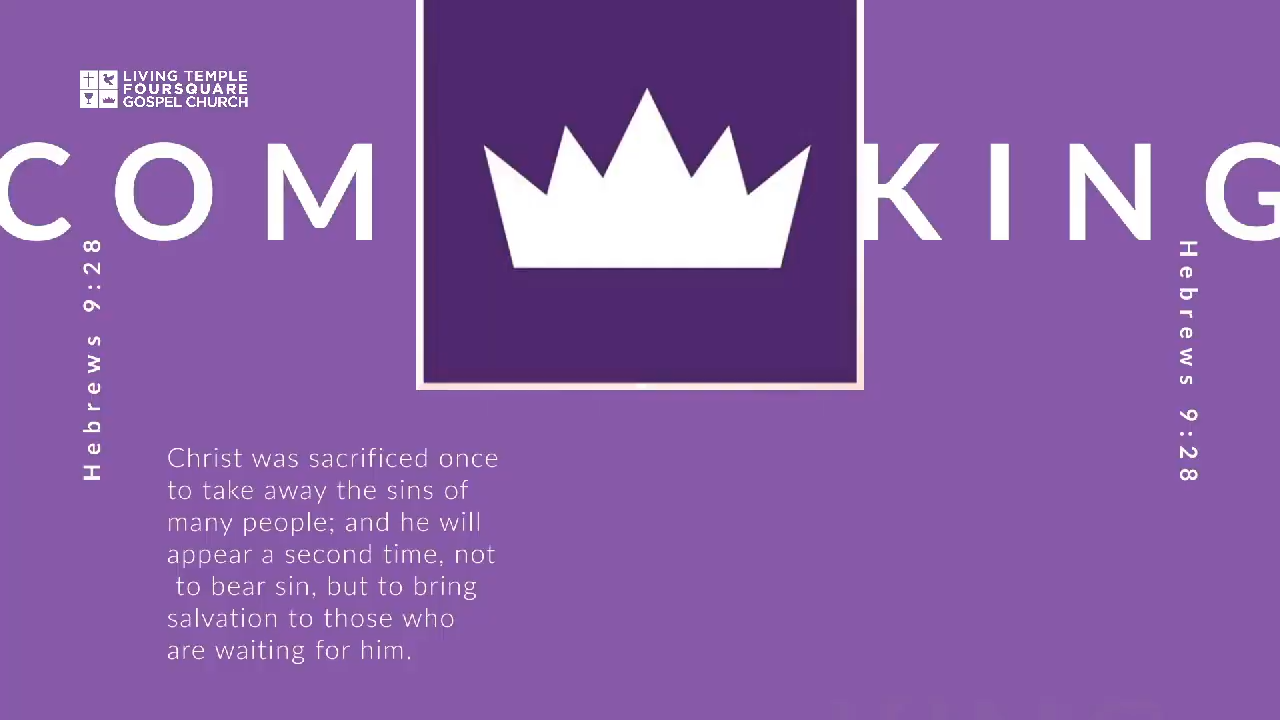 LIVING TEMPLE
FOURSQUARE
GOSPEL CHURCH
COM KING
Hebrews 9:28
Hebrews 9:28
Christ was sacrificed once
to take away the sins of
many people; and he will
appear a second time, not
to bear sin, but to bring
salvation to those who
are waiting for him.